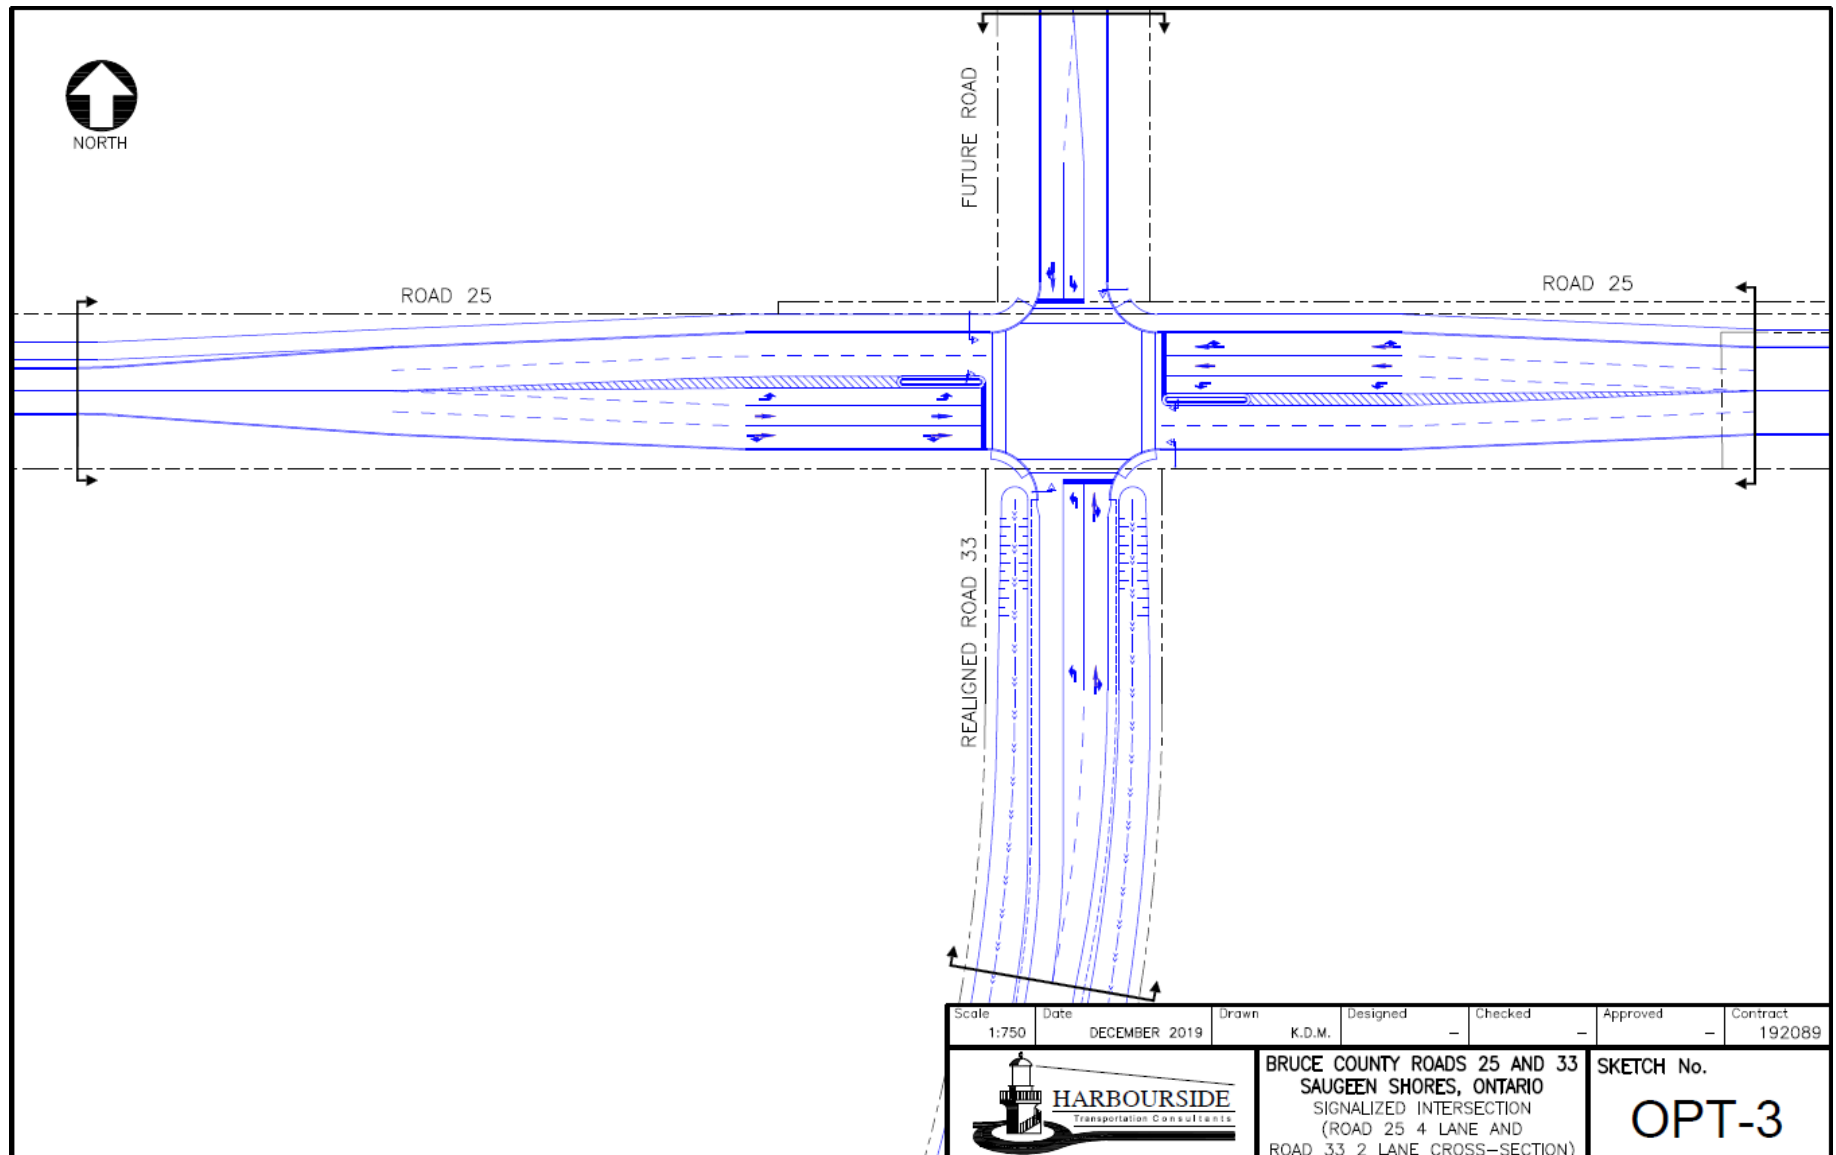 NORTH
FUTURE ROAD
ROAD 25
ROAD 25
REALIGNED ROAD 33
Scale
1:750
Date
DECEMBER 2019
Drawn
K.D.M.
Designed
-
Checked
-
Approved
-
Contract
192089
HARBOURSIDE
Transportation Consultants
BRUCE COUNTY ROADS 25 AND 33
SAUGEEN SHORES, ONTARIO
SIGNALIZED INTERSECTION
(ROAD 25 4 LANE AND
ROAD 33 2 LANE CROSS-SECTION)
SKETCH No.
OPT-3